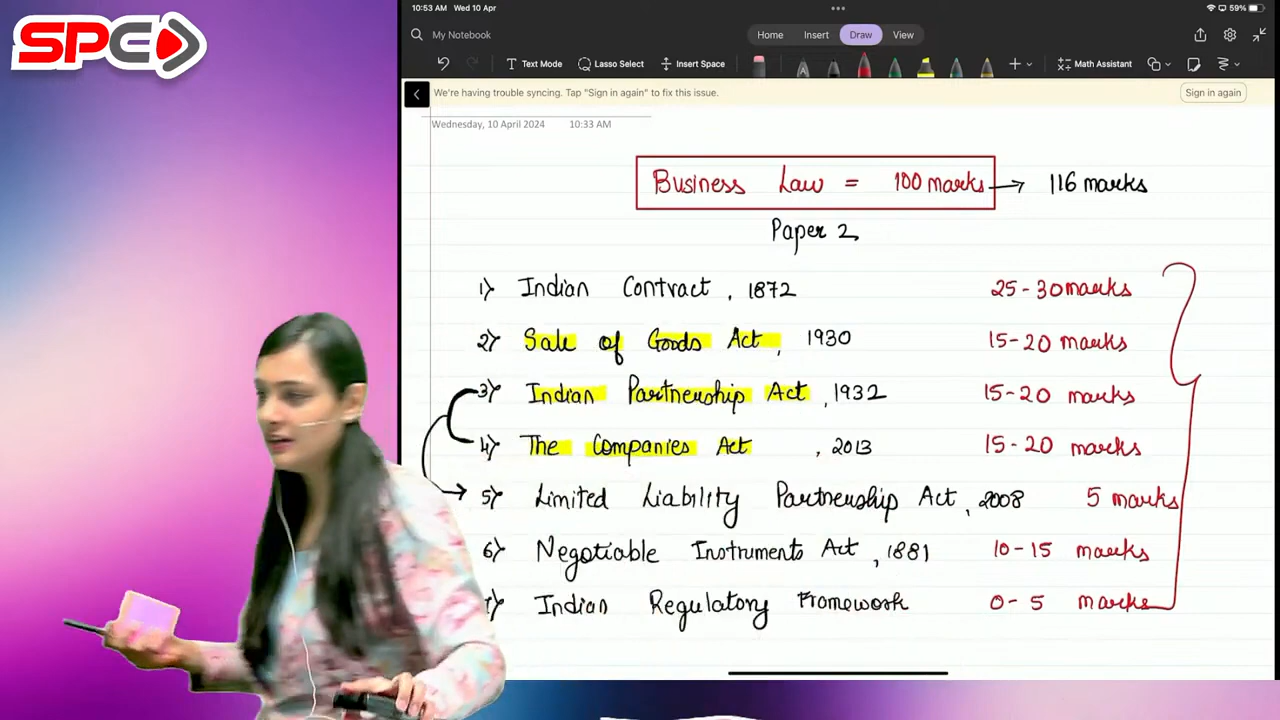 SPC
10:53 AM Wed 10 Apr
59%
My Notebook
Home Insert Draw View
Text Mode Lasso Select Insert Space Math Assistant
We're having trouble syncing. Tap "Sign in again" to fix this issue.
Sign in again
Wednesday, 10 April 2024 10:33 AM
Business Law = 100 marks → 116 marks
Paper 2
1) Indian Contract, 1872 25-30 marks
2) Sale of Goods Act, 1930 15-20 marks
3) Indian Partnership Act, 1932 15-20 marks
4) The Companies Act, 2013 15-20 marks
5) Limited Liability Partnership Act, 2008 5 marks
6) Negotiable Instruments Act, 1881 10-15 marks
7) Indian Regulatory Framework 0-5 marks